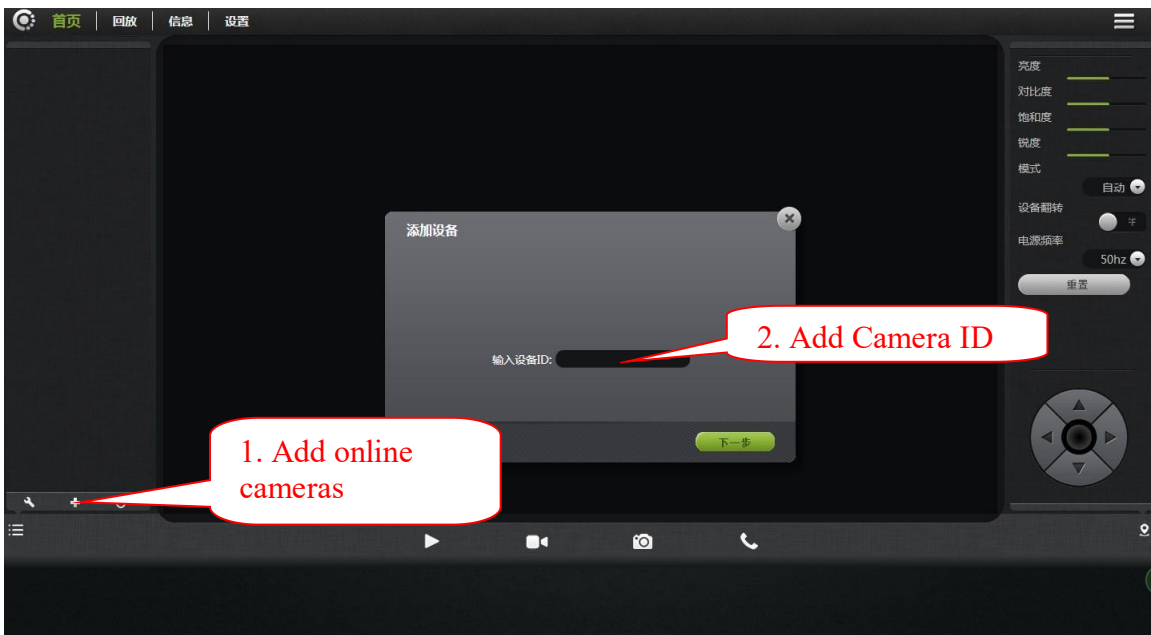 首页 回放 信息 设置
亮度
对比度
饱和度
锐度
模式
自动
设备翻转
电源频率
50hz
重置
添加设备
输入设备ID:
下一步
2. Add Camera ID
1. Add online
cameras